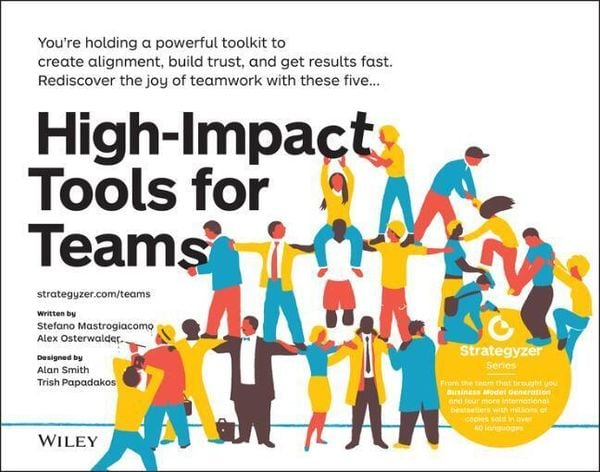 You're holding a powerful toolkit to
create alignment, build trust, and get results fast.
Rediscover the joy of teamwork with these five...
High-Impact
Tools for
Teams
strategyzer.com/teams
Written by
Stefano Mastrogiacomo
Alex Osterwalder
Designed by
Alan Smith
Trish Papadakos
WILEY
Strategyzer
Series
From the team that brought you
Business Model Generation
and four more international
bestsellers with millions of
copies sold in over
40 languages